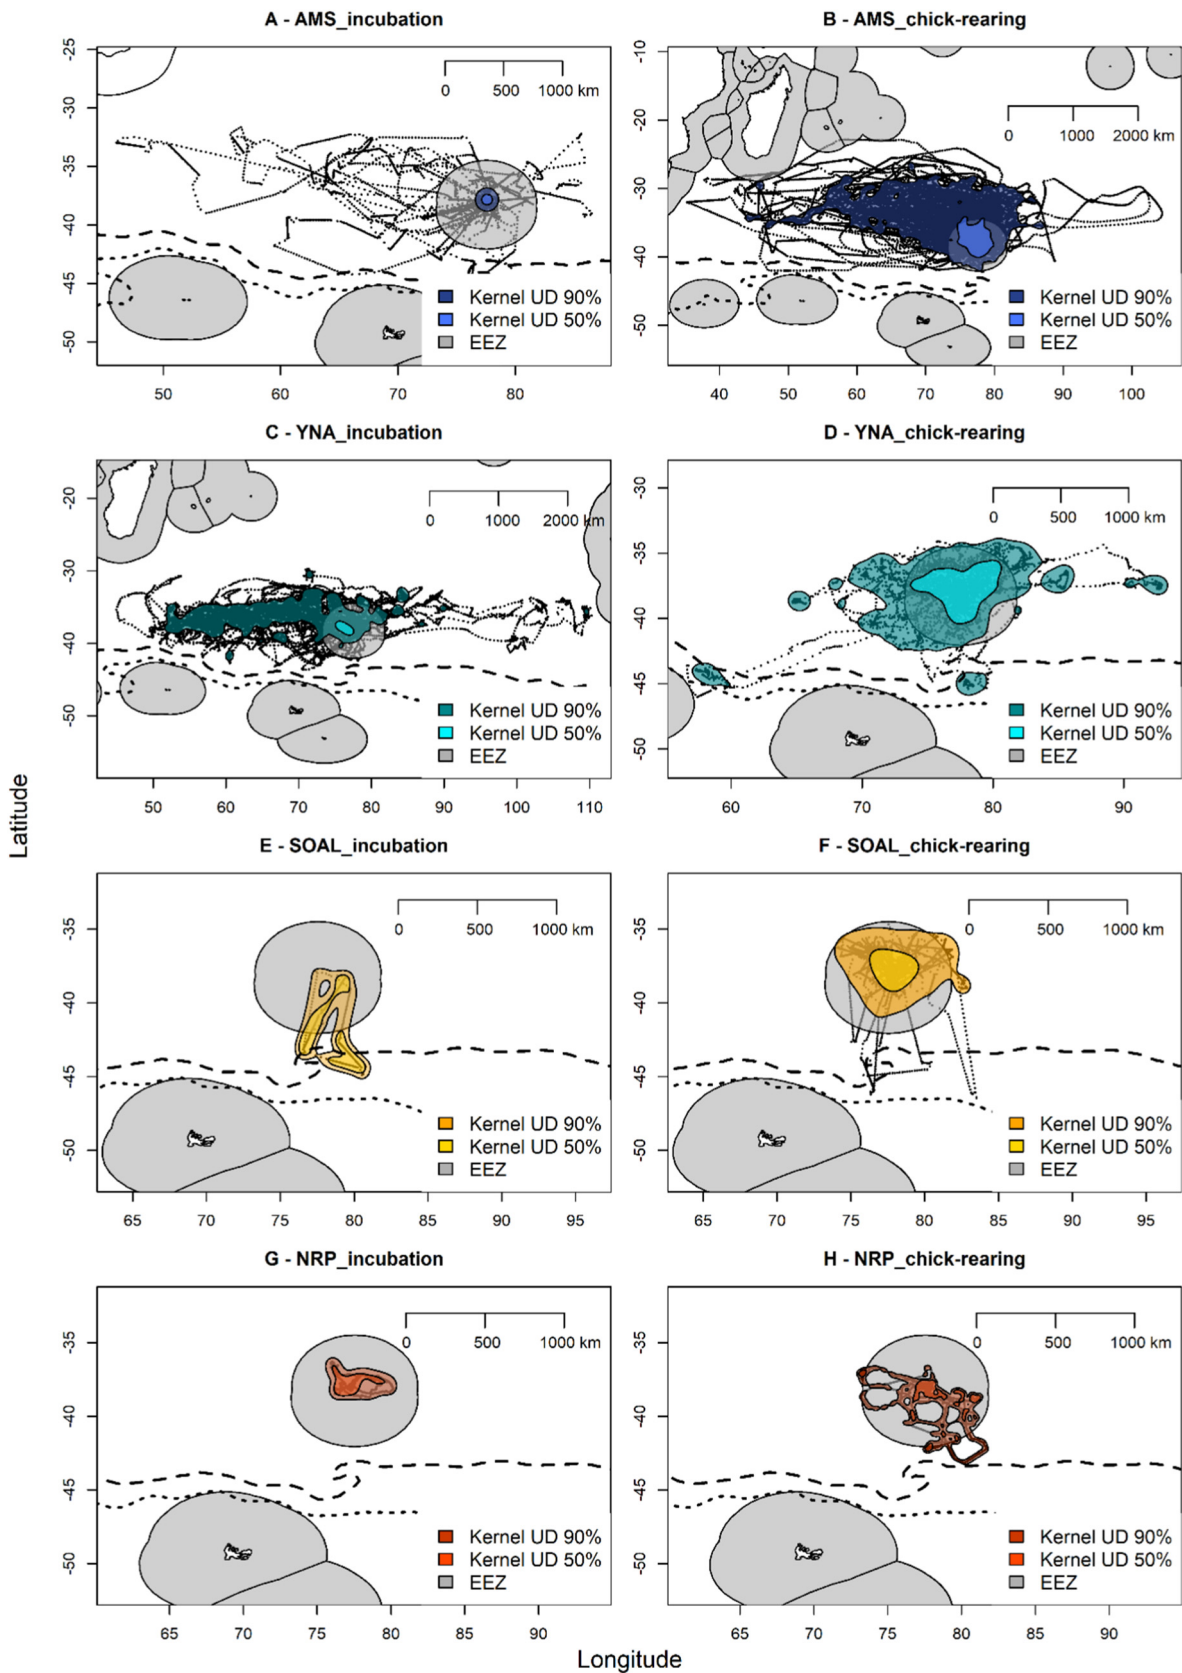 A - AMS_incubation
B - AMS_chick-rearing
0 500 1000 km
-25
-30
-35
-40
-45
-50
50 60 70 80
Kernel UD 90%
Kernel UD 50%
EEZ
0 1000 2000 km
-10
-20
-30
-40
-50
40 50 60 70 80 90 100
Kernel UD 90%
Kernel UD 50%
EEZ
C - YNA_incubation
D - YNA_chick-rearing
0 1000 2000 km
-20
-30
-40
-50
50 60 70 80 90 100 110
Kernel UD 90%
Kernel UD 50%
EEZ
0 500 1000 km
-30
-35
-40
-45
-50
60 70 80 90
Kernel UD 90%
Kernel UD 50%
EEZ
Latitude
E - SOAL_incubation
F - SOAL_chick-rearing
0 500 1000 km
-35
-40
-45
-50
65 70 75 80 85 90 95
Kernel UD 90%
Kernel UD 50%
EEZ
0 500 1000 km
-35
-40
-45
-50
65 70 75 80 85 90 95
Kernel UD 90%
Kernel UD 50%
EEZ
G - NRP_incubation
H - NRP_chick-rearing
0 500 1000 km
-35
-40
-45
-50
65 70 75 80 85 90
Kernel UD 90%
Kernel UD 50%
EEZ
0 500 1000 km
-35
-40
-45
-50
65 70 75 80 85 90
Kernel UD 90%
Kernel UD 50%
EEZ
Longitude